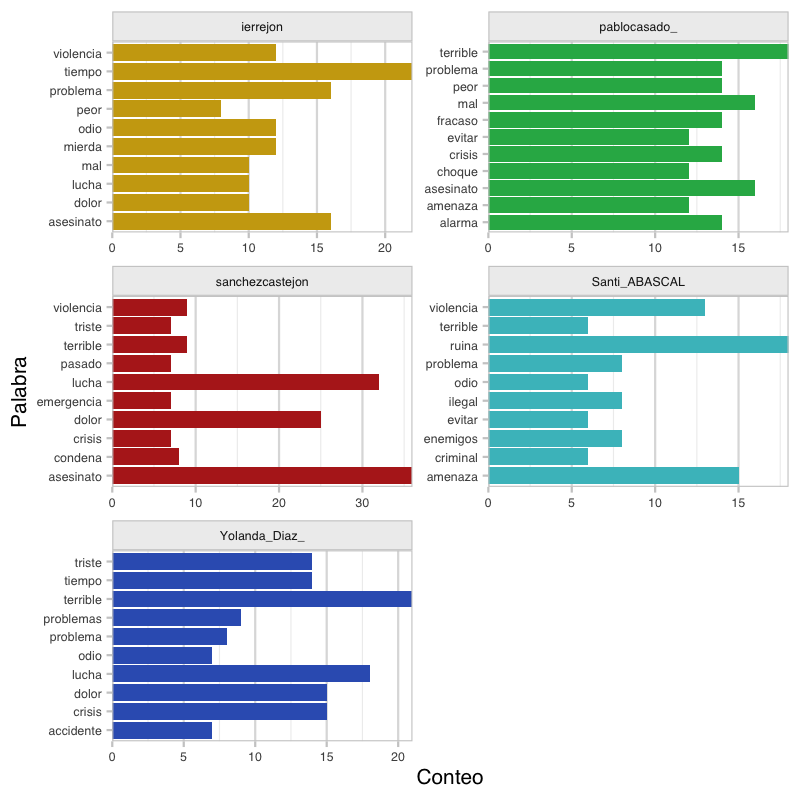 ierrejon
violencia
tiempo
problema
peor
odio
mierda
mal
lucha
dolor
asesinato
0 5 10 15 20
pablocasado_
terrible
problema
peor
mal
fracaso
evitar
crisis
choque
asesinato
amenaza
alarma
0 5 10 15
sanchezcastejon
violencia
triste
terrible
pasado
lucha
emergencia
dolor
crisis
condena
asesinato
0 10 20 30
Santi_ABASCAL
violencia
terrible
ruina
problema
odio
ilegal
evitar
enemigos
criminal
amenaza
0 5 10 15
Yolanda_Diaz_
triste
tiempo
terrible
problemas
problema
odio
lucha
dolor
crisis
accidente
0 5 10 15 20
Palabra
Conteo